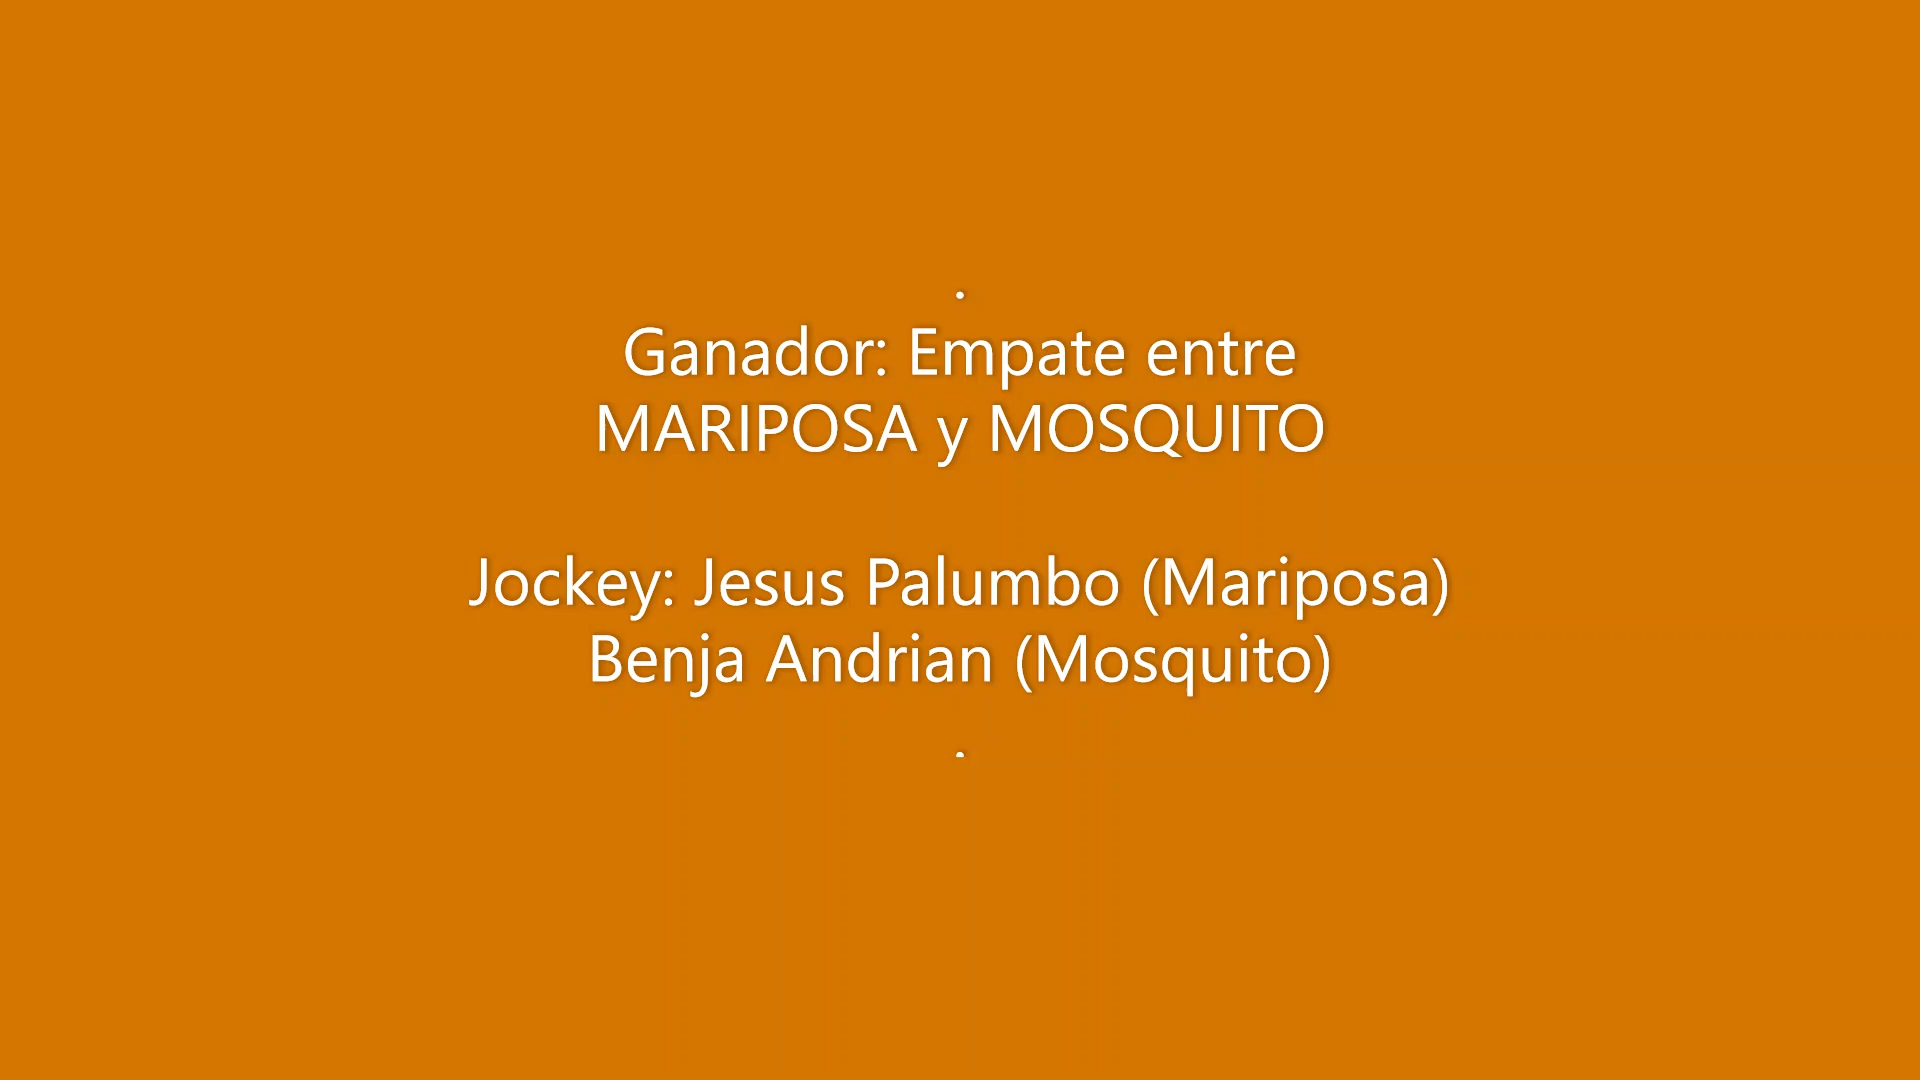 .
Ganador: Empate entre
MARIPOSA y MOSQUITO
Jockey: Jesus Palumbo (Mariposa)
Benja Andrian (Mosquito)
.